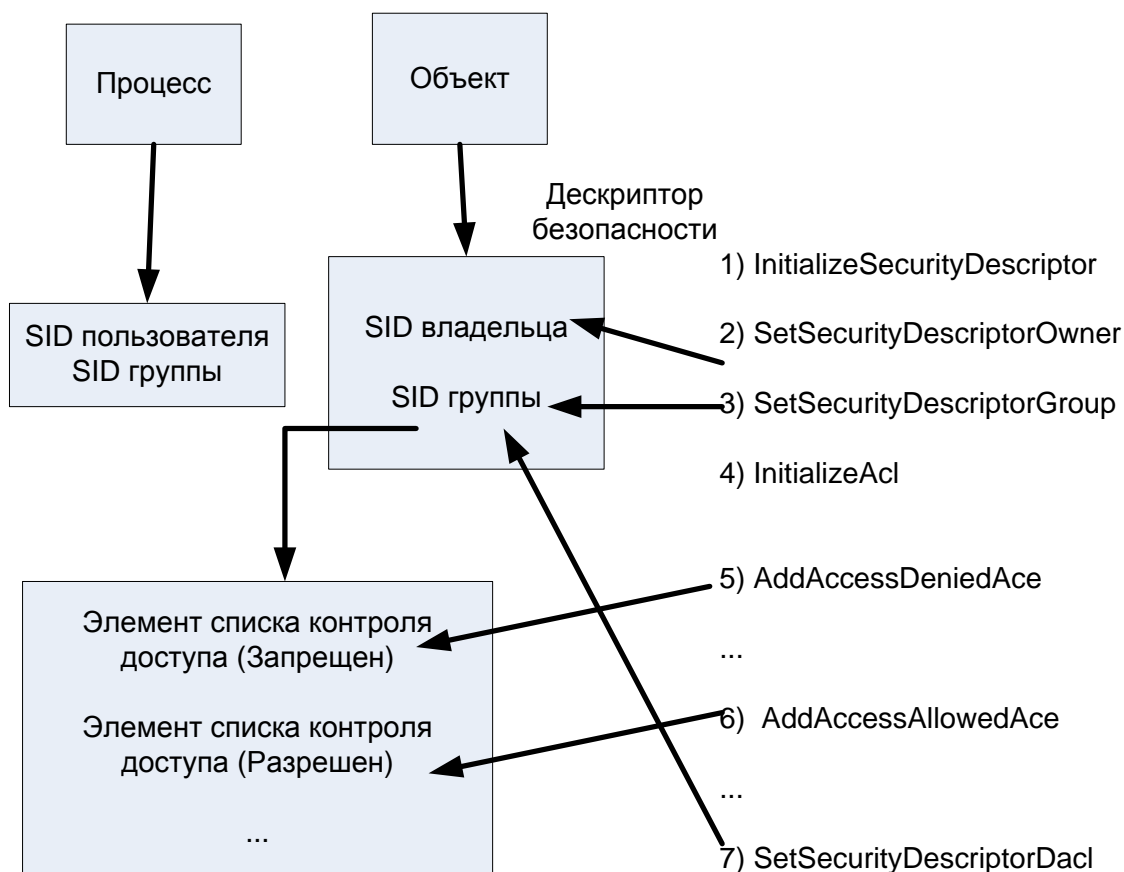 Процесс
Объект
Дескриптор
безопасности
1) InitializeSecurityDescriptor
SID пользователя
SID группы
SID владельца
2) SetSecurityDescriptorOwner
SID группы
3) SetSecurityDescriptorGroup
4) InitializeAcl
Элемент списка контроля
доступа (Запрещен)
5) AddAccessDeniedAce
...
Элемент списка контроля
доступа (Разрешен)
6) AddAccessAllowedAce
...
...
7) SetSecurityDescriptorDacl